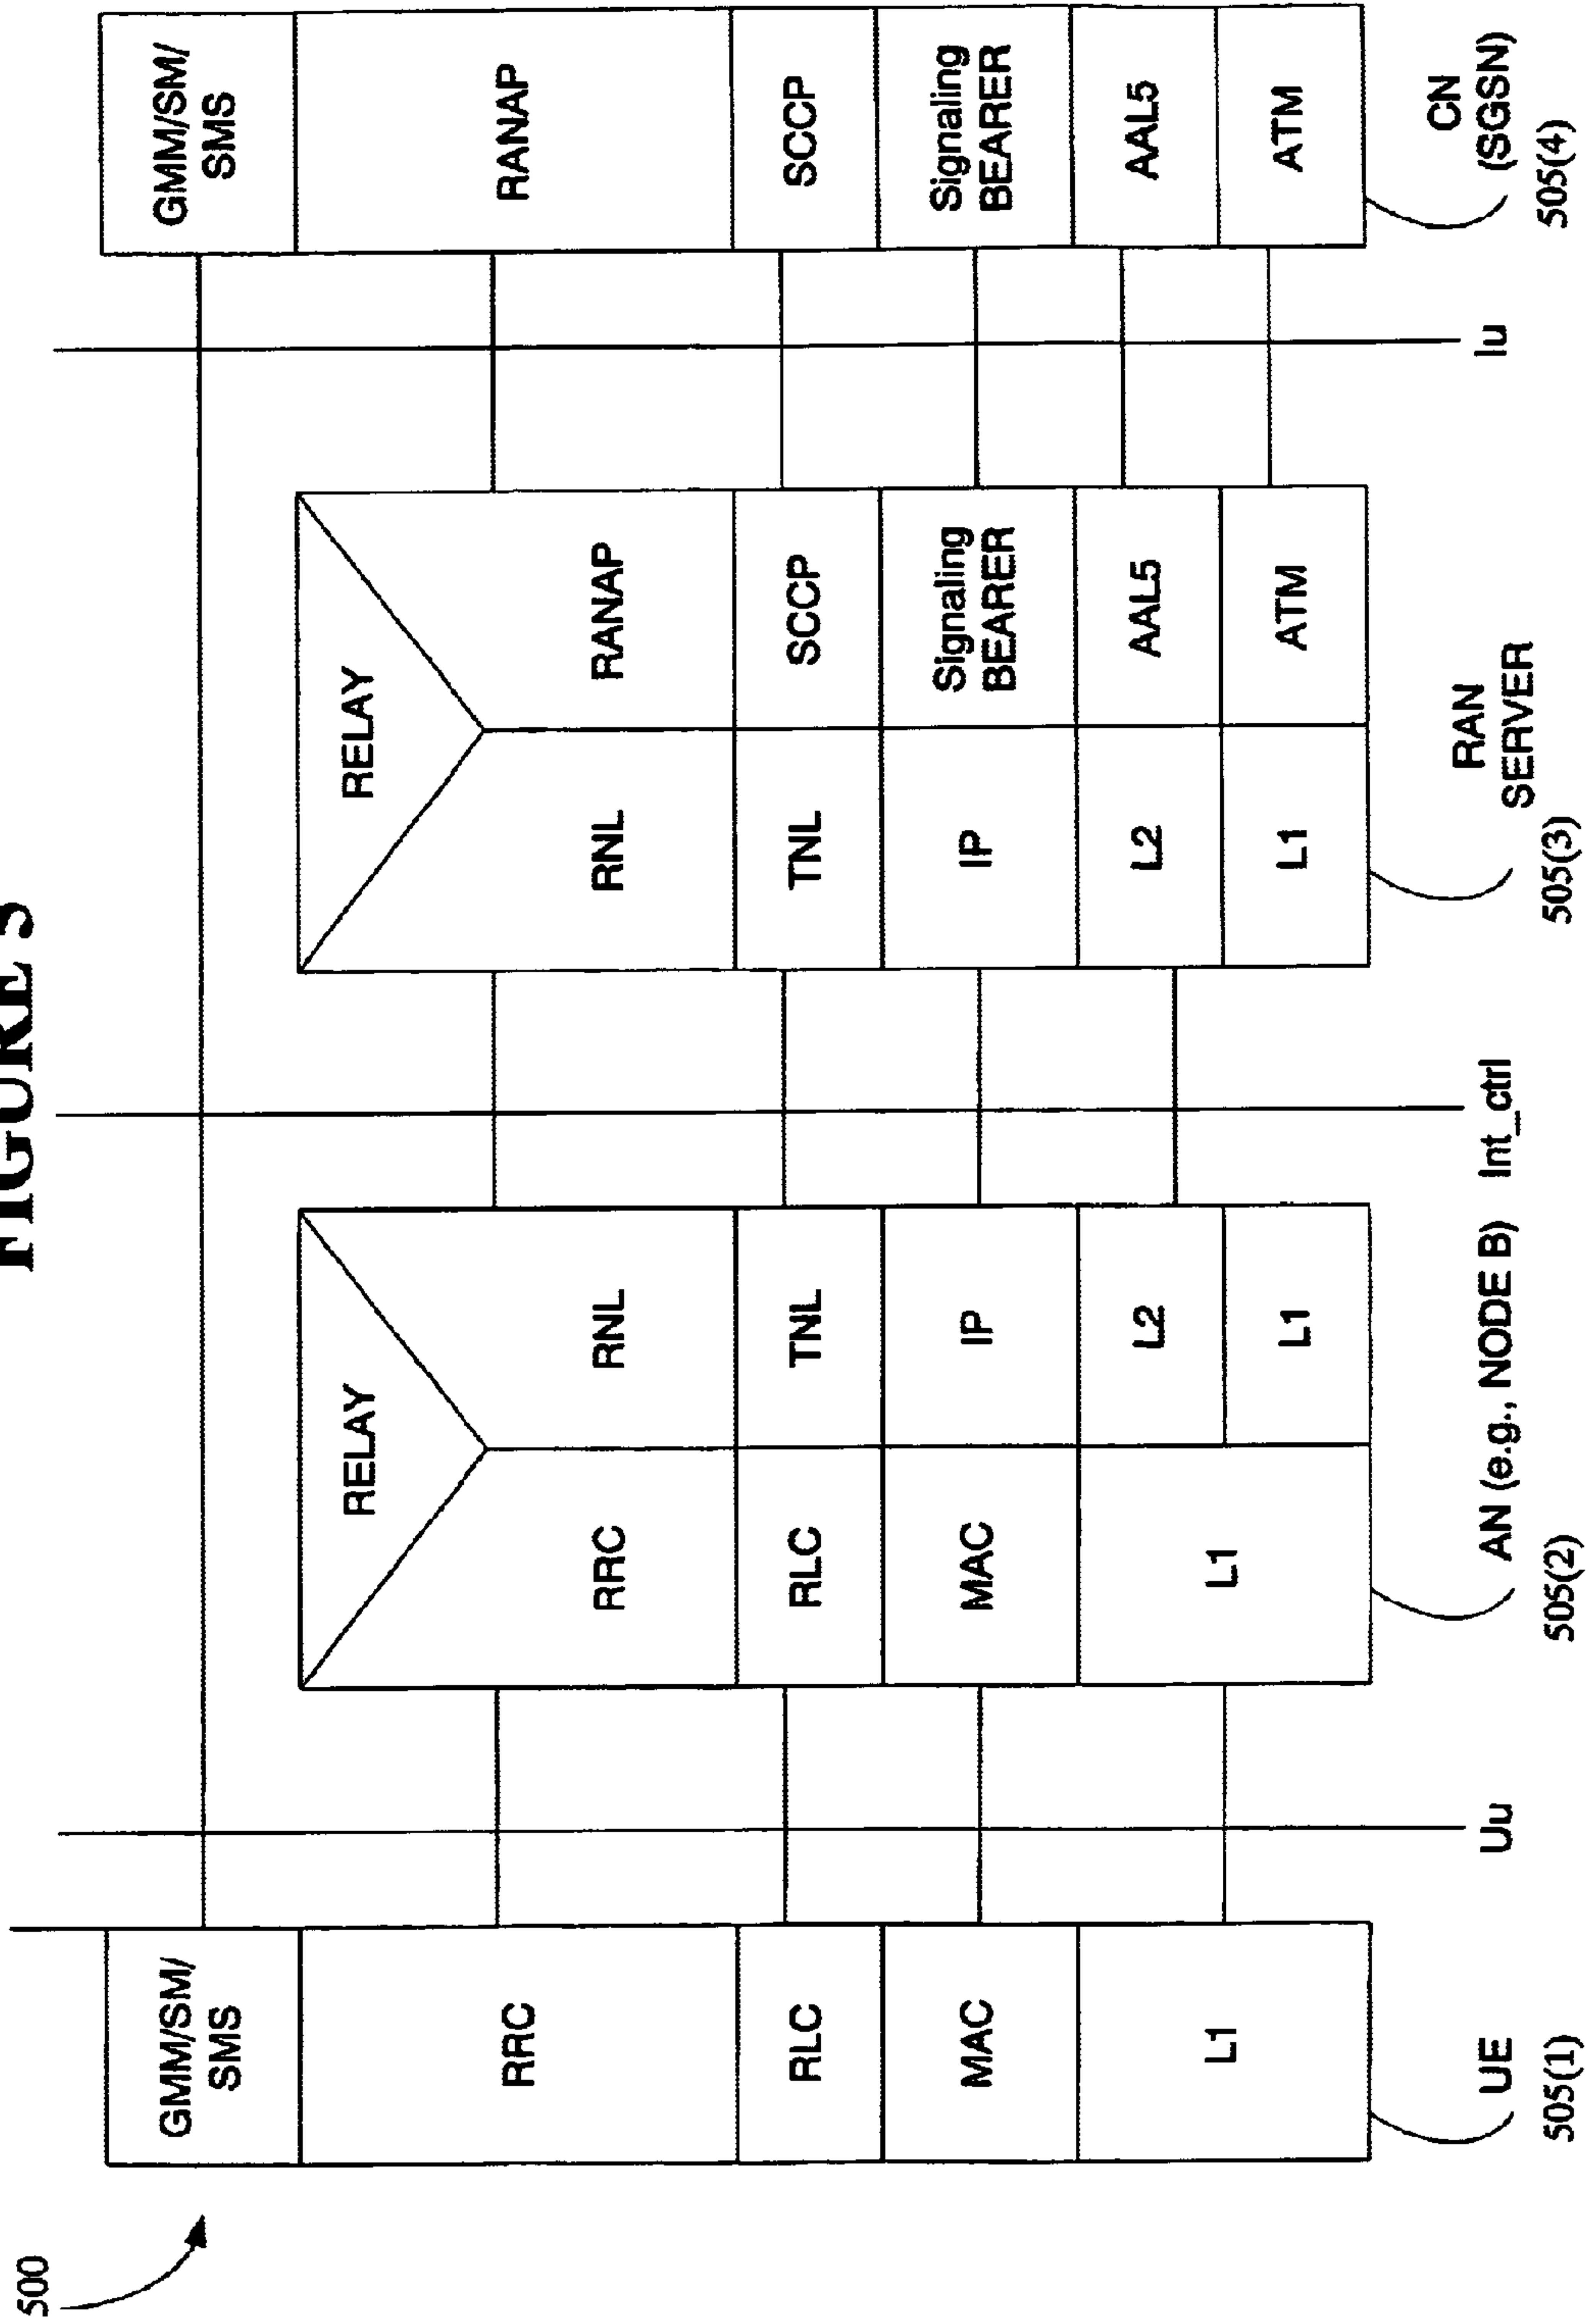 FIGURE 5
500
GMM/SM/
SMS
RRC
RLC
MAC
L1
UE
505(1)
Uu
RELAY
RRC
RNL
RLC
TNL
MAC
IP
L1
L2
L1
AN (e.g., NODE B)
505(2)
Int_ctrl
RELAY
RNL
RANAP
TNL
SCCP
IP
Signaling
BEARER
L2
AAL5
L1
ATM
RAN
SERVER
505(3)
Iu
GMM/SM/
SMS
RANAP
SCCP
Signaling
BEARER
AAL5
ATM
CN
(SGSN)
505(4)